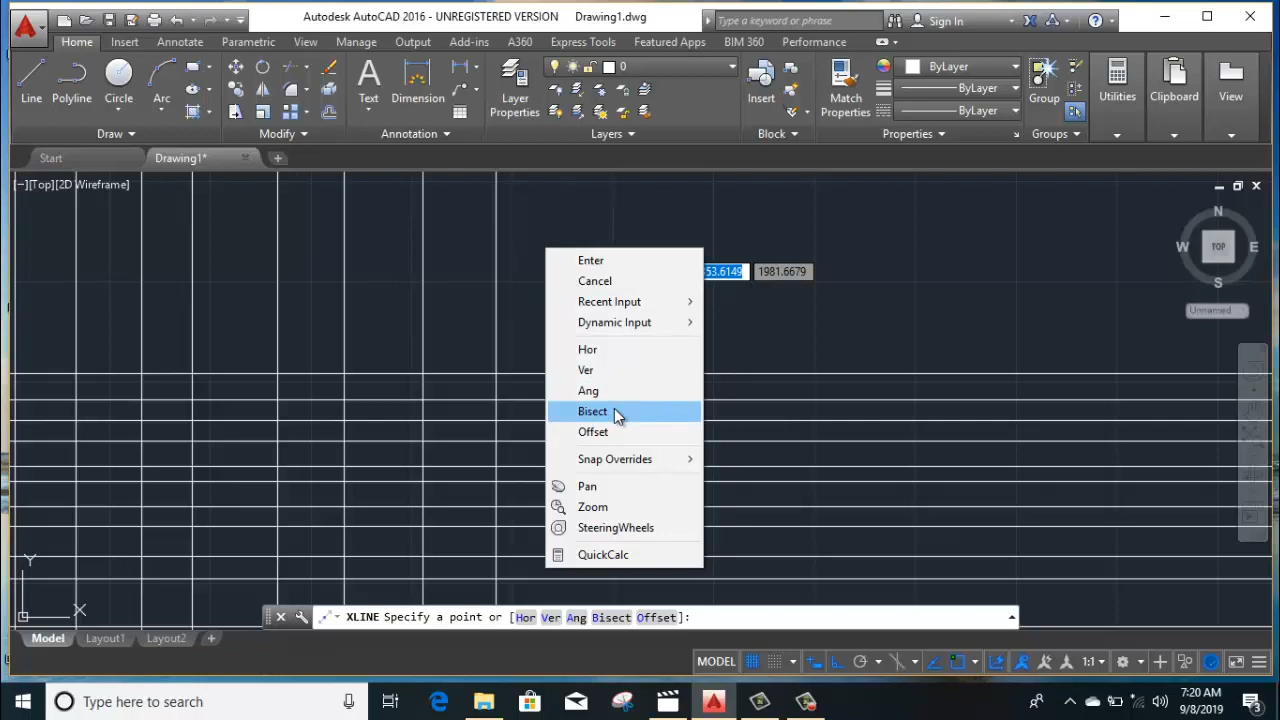 Autodesk AutoCAD 2016 - UNREGISTERED VERSION Drawing1.dwg
Type a keyword or phrase
Sign In
Home Insert Annotate Parametric View Manage Output Add-ins A360 Express Tools Featured Apps BIM 360 Performance
0
ByLayer
ByLayer
ByLayer
Line Polyline Circle Arc
Text Dimension
Layer
Properties
Insert
Match
Properties
Group
Utilities Clipboard View
Draw Modify Annotation Layers Block Properties Groups
Start Drawing1*
[−][Top][2D Wireframe]
N
W TOP E
S
Unnamed
53.6149 1981.6679
Enter
Cancel
Recent Input
Dynamic Input
Hor
Ver
Ang
Bisect
Offset
Snap Overrides
Pan
Zoom
SteeringWheels
QuickCalc
Y
X
XLINE Specify a point or [Hor Ver Ang Bisect Offset]:
Model Layout1 Layout2
MODEL
1:1
Type here to search
7:20 AM
9/8/2019
3